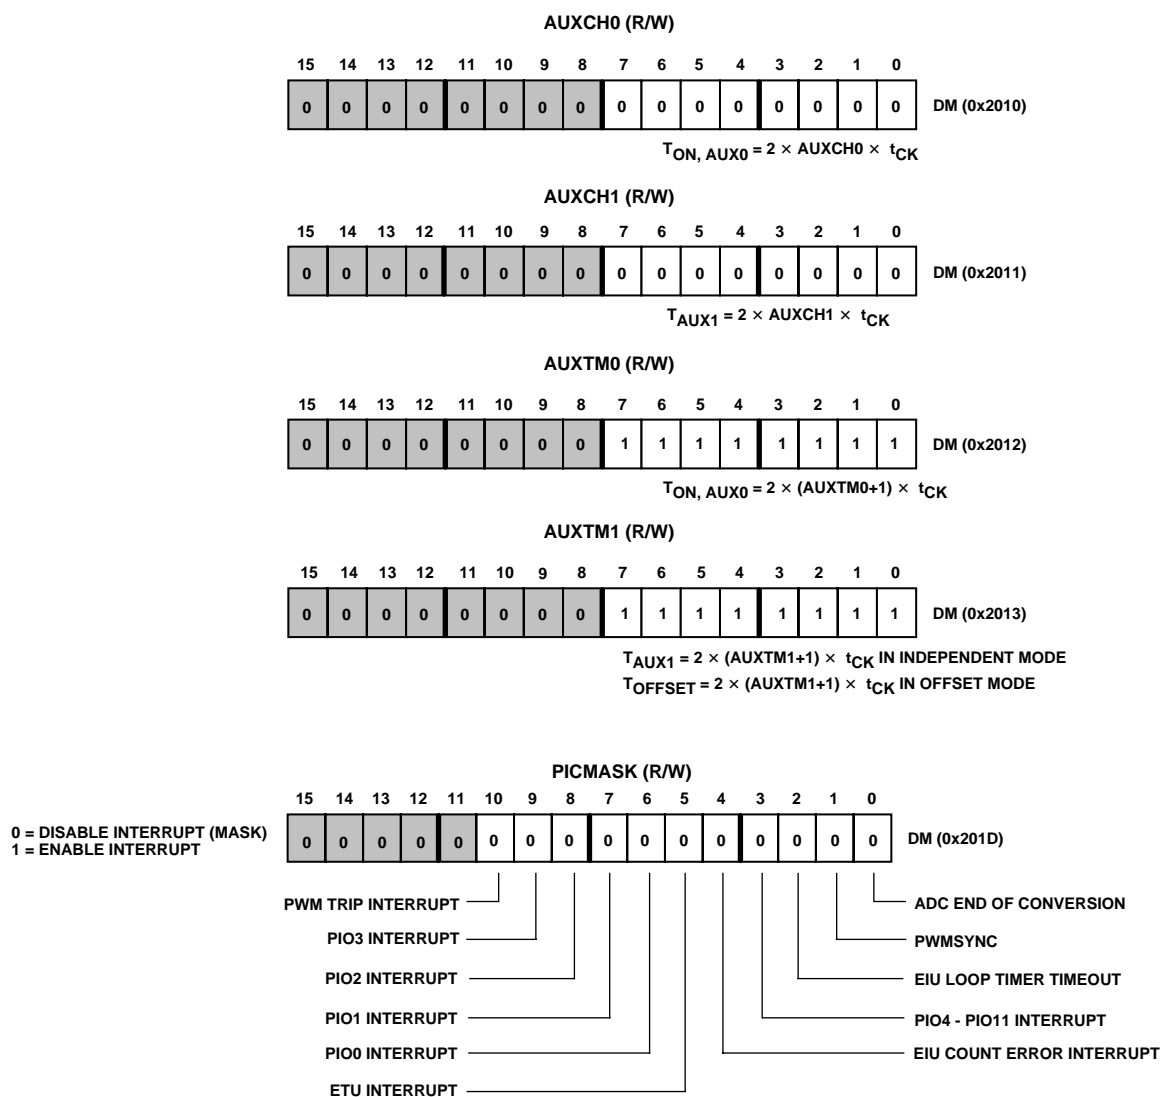 AUXCH0 (R/W)
15 14 13 12 11 10 9 8 7 6 5 4 3 2 1 0
0 0 0 0 0 0 0 0 0 0 0 0 0 0 0 0 DM (0x2010)
T ON, AUX0 = 2 × AUXCH0 × t CK
AUXCH1 (R/W)
15 14 13 12 11 10 9 8 7 6 5 4 3 2 1 0
0 0 0 0 0 0 0 0 0 0 0 0 0 0 0 0 DM (0x2011)
T AUX1 = 2 × AUXCH1 × t CK
AUXTM0 (R/W)
15 14 13 12 11 10 9 8 7 6 5 4 3 2 1 0
0 0 0 0 0 0 0 0 1 1 1 1 1 1 1 1 DM (0x2012)
T ON, AUX0 = 2 × (AUXTM0+1) × t CK
AUXTM1 (R/W)
15 14 13 12 11 10 9 8 7 6 5 4 3 2 1 0
0 0 0 0 0 0 0 0 1 1 1 1 1 1 1 1 DM (0x2013)
T AUX1 = 2 × (AUXTM1+1) × t CK IN INDEPENDENT MODE
T OFFSET = 2 × (AUXTM1+1) × t CK IN OFFSET MODE
PICMASK (R/W)
15 14 13 12 11 10 9 8 7 6 5 4 3 2 1 0
0 = DISABLE INTERRUPT (MASK)
1 = ENABLE INTERRUPT
0 0 0 0 0 0 0 0 0 0 0 0 0 0 0 0 DM (0x201D)
PWM TRIP INTERRUPT
PIO3 INTERRUPT
PIO2 INTERRUPT
PIO1 INTERRUPT
PIO0 INTERRUPT
ETU INTERRUPT
ADC END OF CONVERSION
PWMSYNC
EIU LOOP TIMER TIMEOUT
PIO4 - PIO11 INTERRUPT
EIU COUNT ERROR INTERRUPT